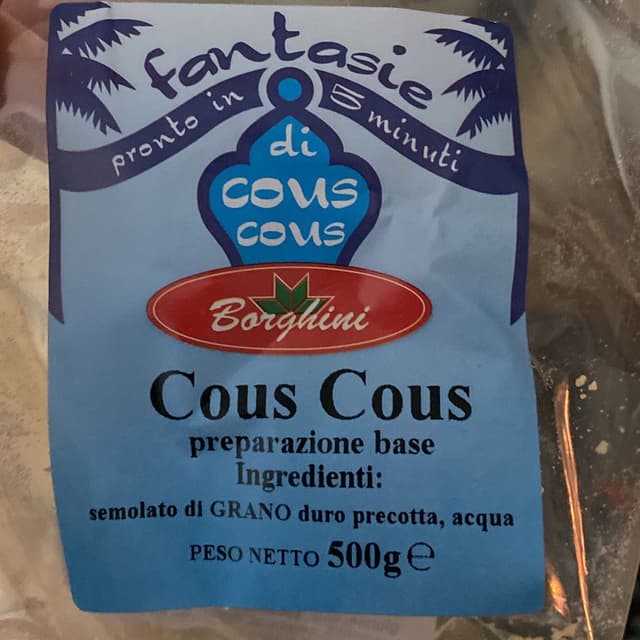 fantasie
pronto in 5 minuti
di
cous
cous
Borghini
Cous Cous
preparazione base
Ingredienti:
semolato di GRANO duro precotta, acqua
PESO NETTO 500g ℮